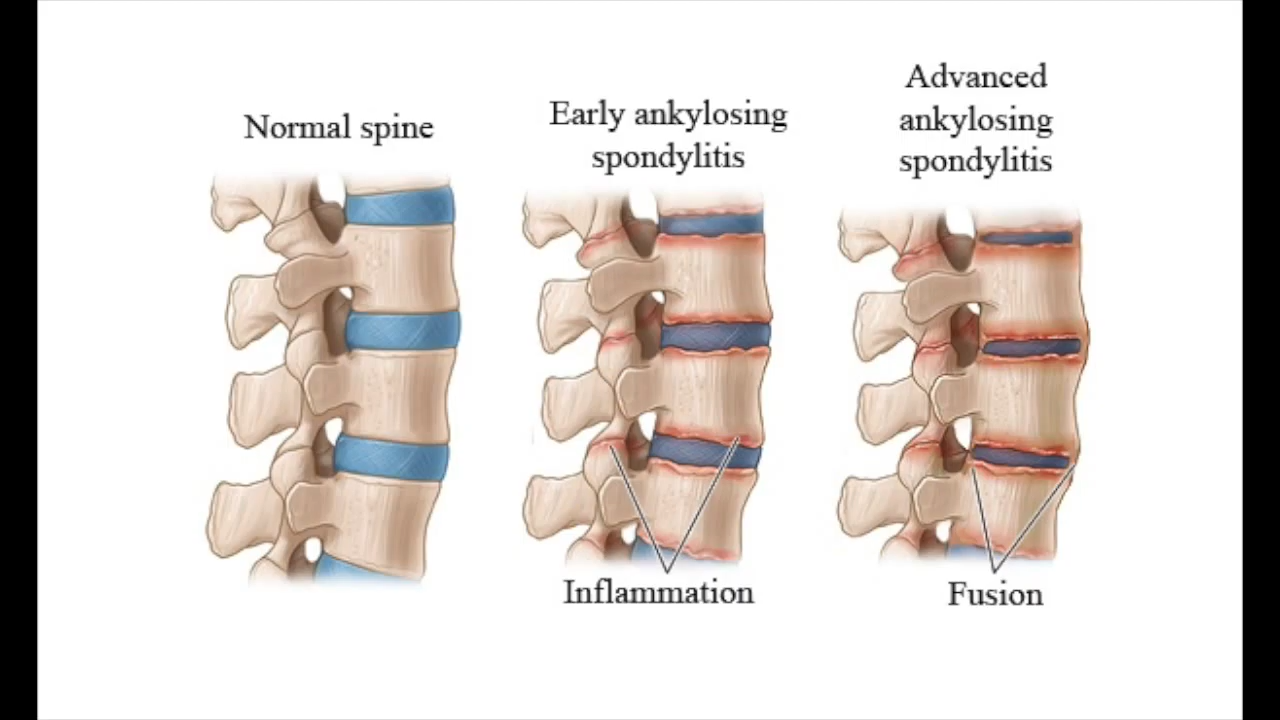 Normal spine
Early ankylosing
spondylitis
Advanced
ankylosing
spondylitis
Inflammation
Fusion